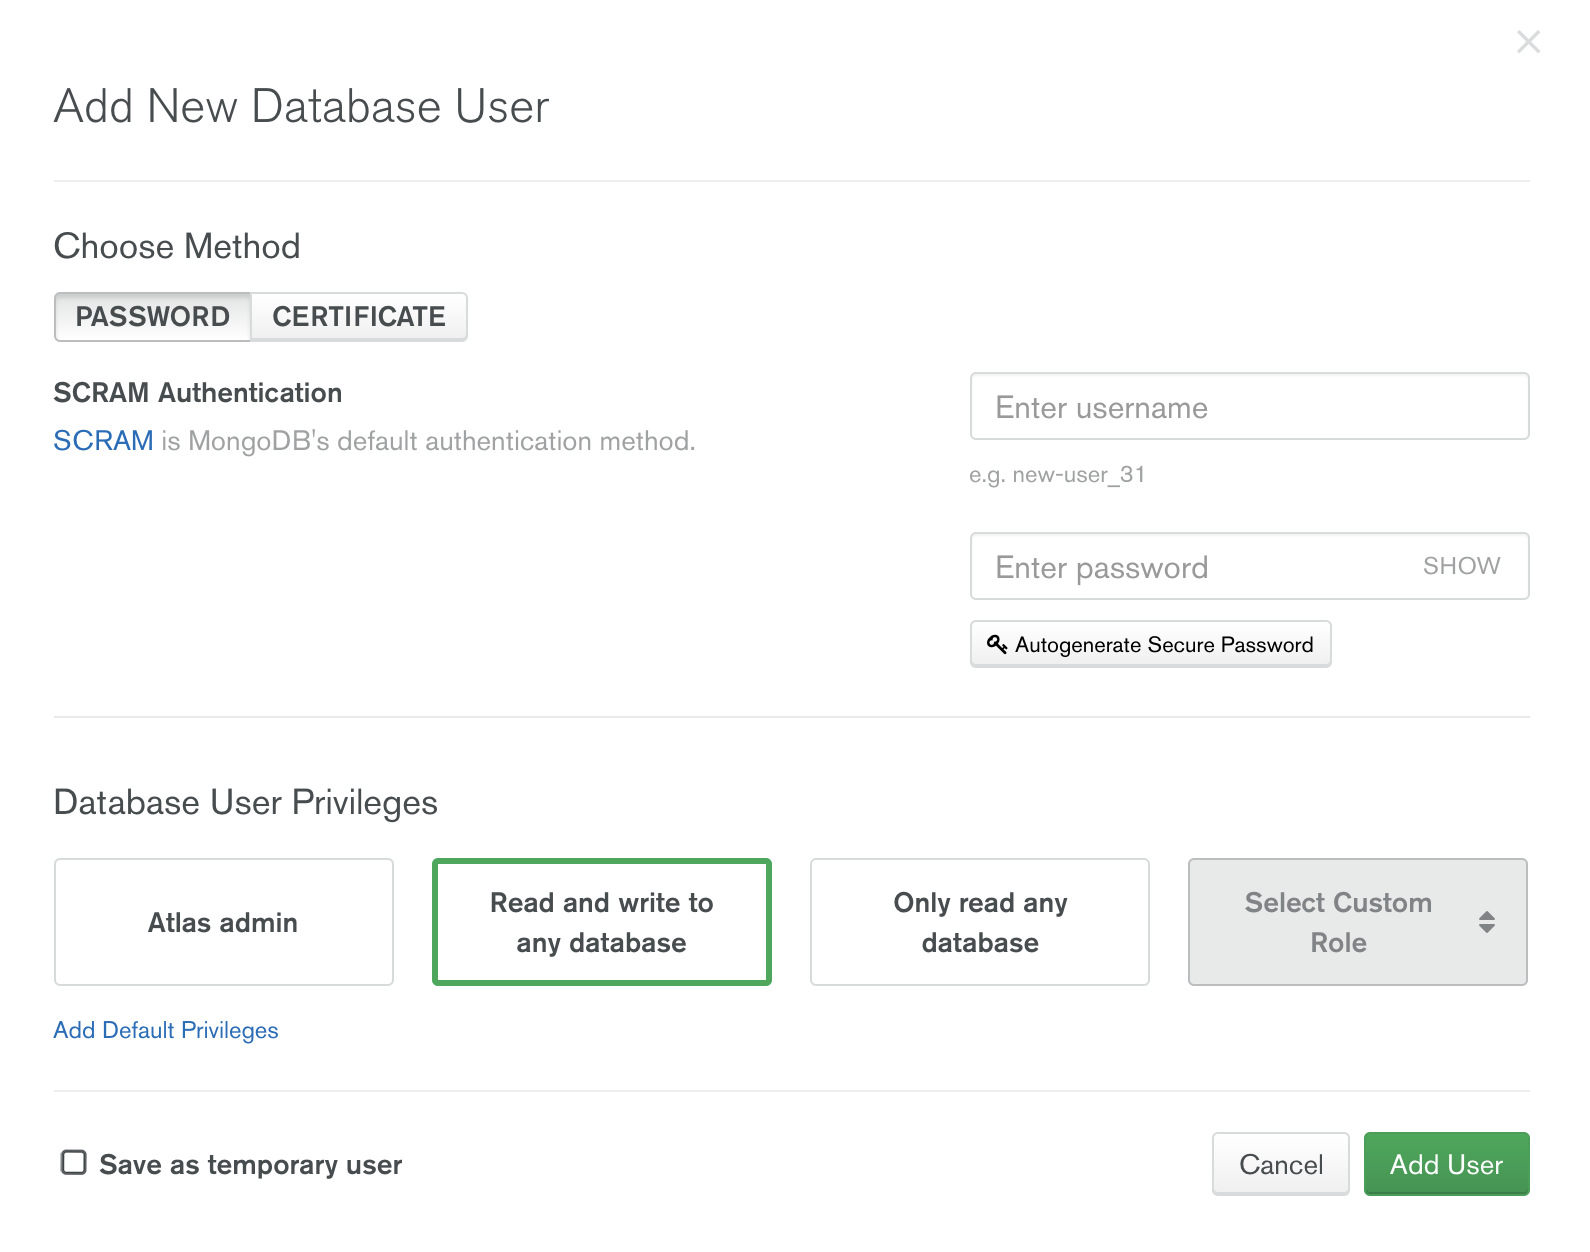 Add New Database User
Choose Method
PASSWORD CERTIFICATE
SCRAM Authentication
SCRAM is MongoDB's default authentication method.
Enter username
e.g. new-user_31
Enter password SHOW
Autogenerate Secure Password
Database User Privileges
Atlas admin
Read and write to
any database
Only read any
database
Select Custom
Role
Add Default Privileges
Save as temporary user
Cancel
Add User